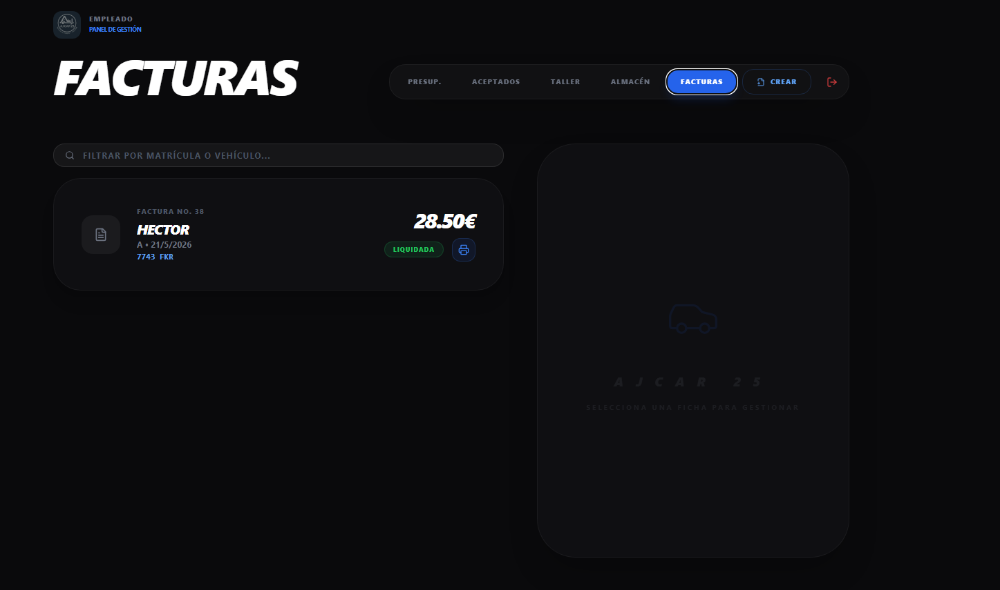 EMPLEADO
PANEL DE GESTIÓN
FACTURAS
PRESUP.
ACEPTADOS
TALLER
ALMACÉN
FACTURAS
CREAR
FILTRAR POR MATRÍCULA O VEHÍCULO...
FACTURA NO. 38
HECTOR
A • 21/5/2026
7743 FKR
28.50€
LIQUIDADA
AJCAR 25
SELECCIONA UNA FICHA PARA GESTIONAR